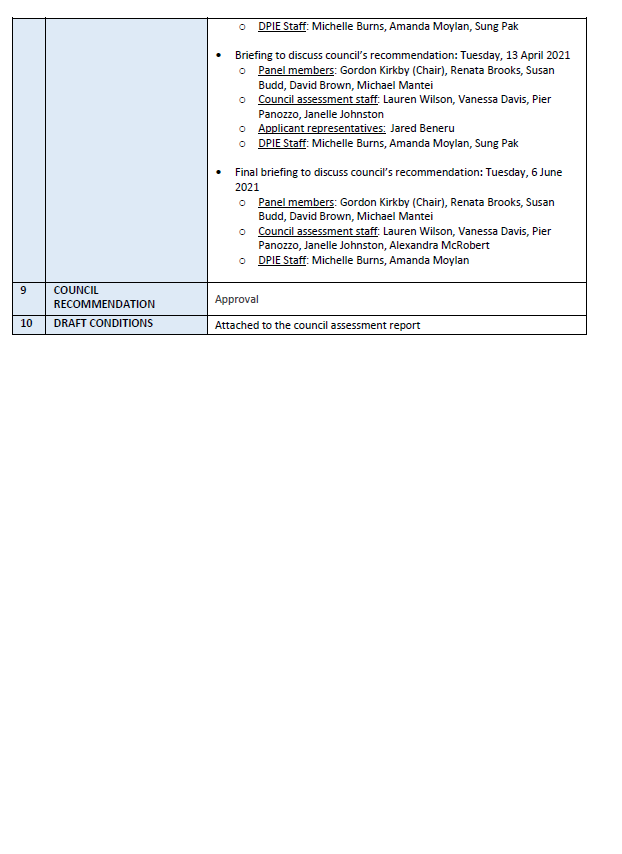 o DPIE Staff: Michelle Burns, Amanda Moylan, Sung Pak
• Briefing to discuss council's recommendation: Tuesday, 13 April 2021
o Panel members: Gordon Kirkby (Chair), Renata Brooks, Susan
Budd, David Brown, Michael Mantei
o Council assessment staff: Lauren Wilson, Vanessa Davis, Pier
Panozzo, Janelle Johnston
o Applicant representatives: Jared Beneru
o DPIE Staff: Michelle Burns, Amanda Moylan, Sung Pak
• Final briefing to discuss council's recommendation: Tuesday, 6 June
2021
o Panel members: Gordon Kirkby (Chair), Renata Brooks, Susan
Budd, David Brown, Michael Mantei
o Council assessment staff: Lauren Wilson, Vanessa Davis, Pier
Panozzo, Janelle Johnston, Alexandra McRobert
o DPIE Staff: Michelle Burns, Amanda Moylan
9 COUNCIL
RECOMMENDATION
Approval
10 DRAFT CONDITIONS Attached to the council assessment report